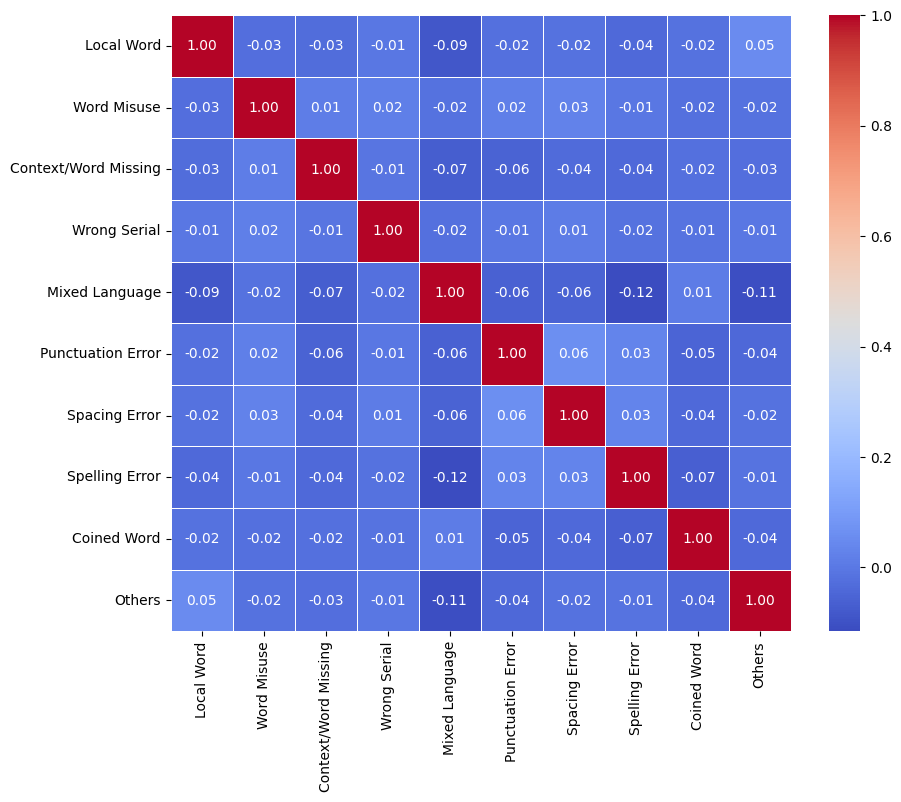 Local Word 1.00 -0.03 -0.03 -0.01 -0.09 -0.02 -0.02 -0.04 -0.02 0.05
Word Misuse -0.03 1.00 0.01 0.02 -0.02 0.02 0.03 -0.01 -0.02 -0.02
Context/Word Missing -0.03 0.01 1.00 -0.01 -0.07 -0.06 -0.04 -0.04 -0.02 -0.03
Wrong Serial -0.01 0.02 -0.01 1.00 -0.02 -0.01 0.01 -0.02 -0.01 -0.01
Mixed Language -0.09 -0.02 -0.07 -0.02 1.00 -0.06 -0.06 -0.12 0.01 -0.11
Punctuation Error -0.02 0.02 -0.06 -0.01 -0.06 1.00 0.06 0.03 -0.05 -0.04
Spacing Error -0.02 0.03 -0.04 0.01 -0.06 0.06 1.00 0.03 -0.04 -0.02
Spelling Error -0.04 -0.01 -0.04 -0.02 -0.12 0.03 0.03 1.00 -0.07 -0.01
Coined Word -0.02 -0.02 -0.02 -0.01 0.01 -0.05 -0.04 -0.07 1.00 -0.04
Others 0.05 -0.02 -0.03 -0.01 -0.11 -0.04 -0.02 -0.01 -0.04 1.00
Local Word
Word Misuse
Context/Word Missing
Wrong Serial
Mixed Language
Punctuation Error
Spacing Error
Spelling Error
Coined Word
Others
1.0
0.8
0.6
0.4
0.2
0.0